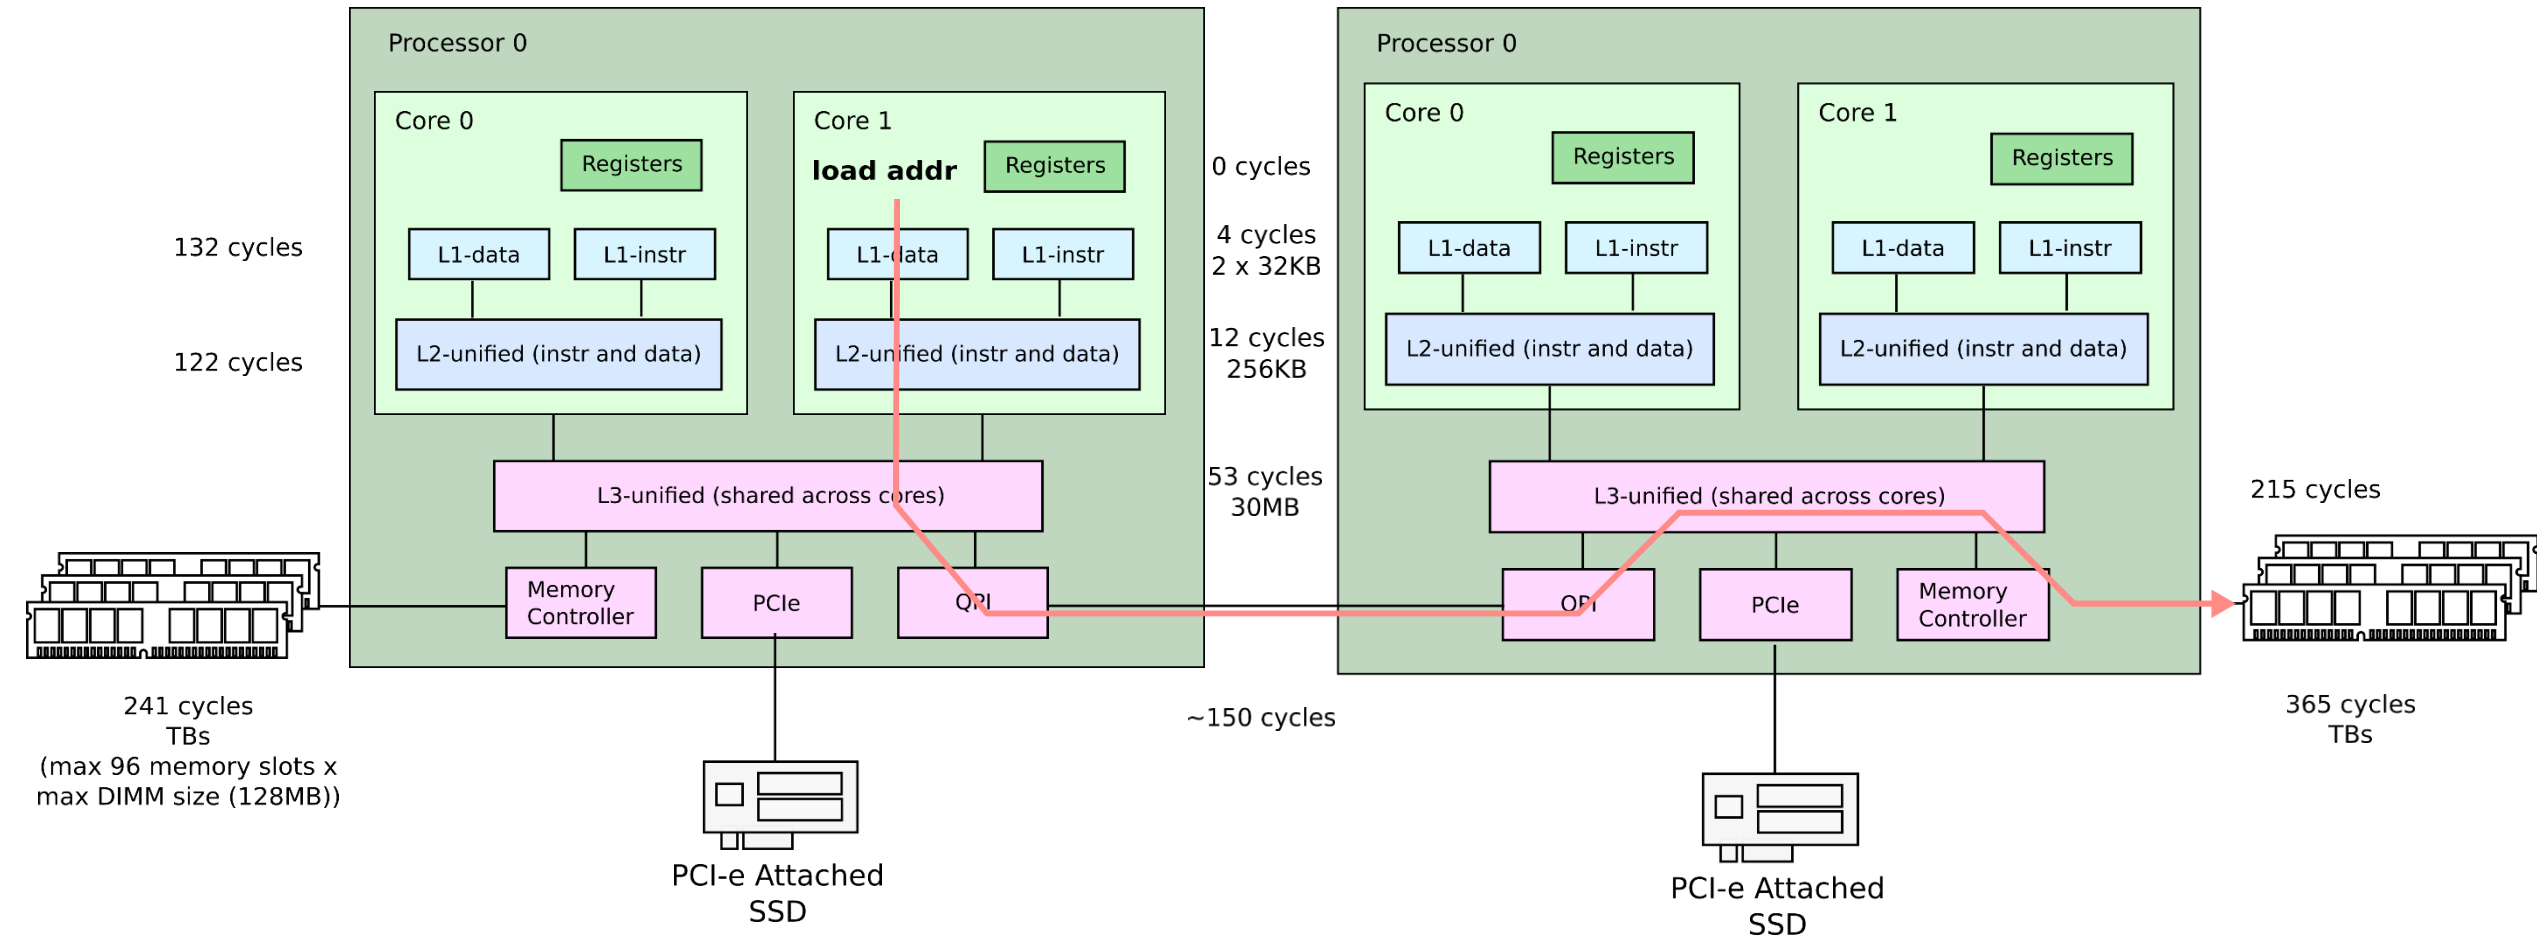 Processor 0
Core 0
Registers
132 cycles
L1-data
L1-instr
122 cycles
L2-unified (instr and data)
Core 1
load addr
Registers
L1-data
L1-instr
L2-unified (instr and data)
0 cycles
4 cycles
2 x 32KB
12 cycles
256KB
53 cycles
30MB
L3-unified (shared across cores)
Memory
Controller
PCIe
QPI
241 cycles
TBs
(max 96 memory slots x
max DIMM size (128MB))
PCI-e Attached
SSD
~150 cycles
Processor 0
Core 0
Registers
L1-data
L1-instr
L2-unified (instr and data)
Core 1
Registers
L1-data
L1-instr
L2-unified (instr and data)
L3-unified (shared across cores)
QPI
PCIe
Memory
Controller
215 cycles
365 cycles
TBs
PCI-e Attached
SSD